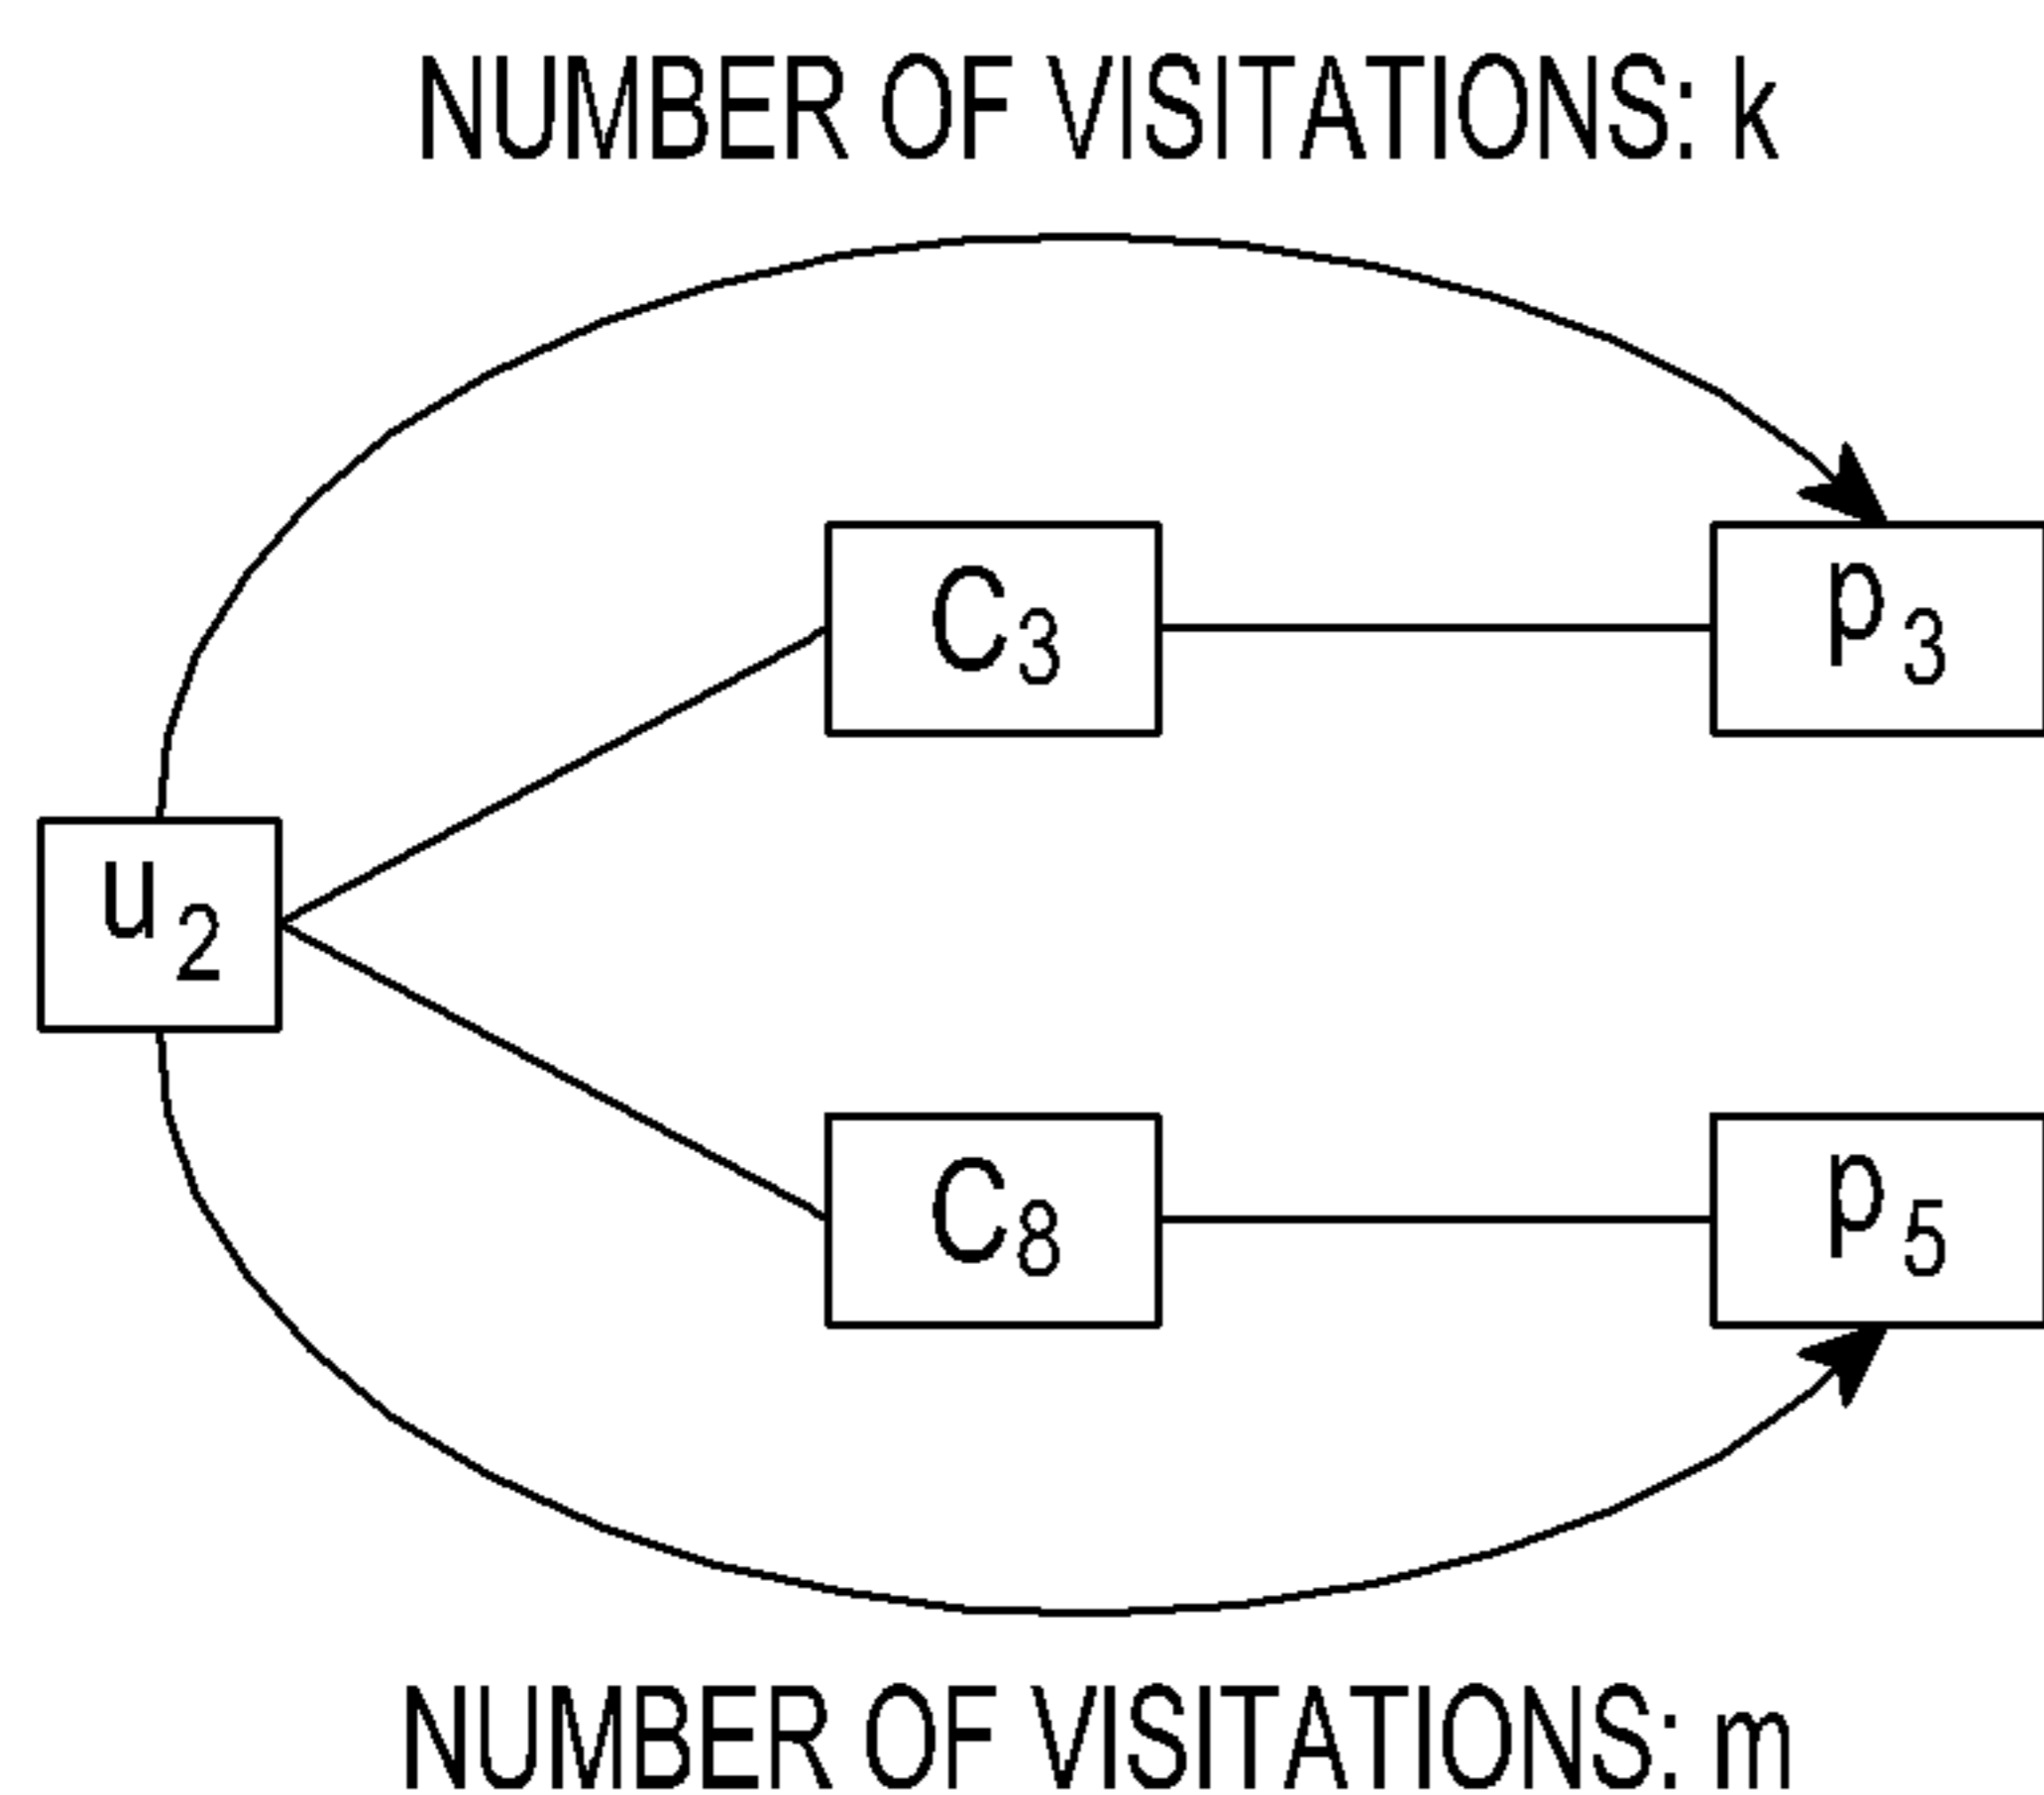 NUMBER OF VISITATIONS: k
C3
p3
u2
C8
p5
NUMBER OF VISITATIONS: m